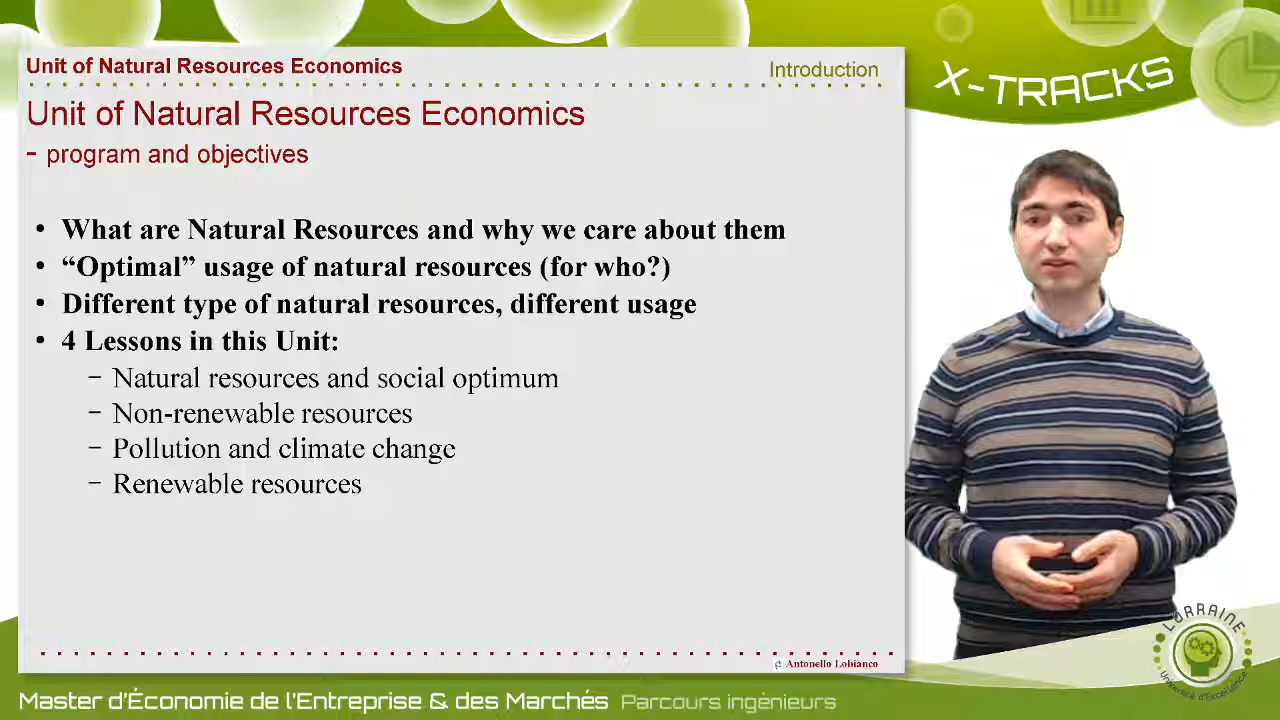 Unit of Natural Resources Economics
Introduction
X-TRACKS
Unit of Natural Resources Economics
- program and objectives
• What are Natural Resources and why we care about them
• “Optimal” usage of natural resources (for who?)
• Different type of natural resources, different usage
• 4 Lessons in this Unit:
– Natural resources and social optimum
– Non-renewable resources
– Pollution and climate change
– Renewable resources
Antonello Lobianco
LORRAINE
Université d'Excellence
Master d'Économie de l'Entreprise & des Marchés Parcours ingénieurs